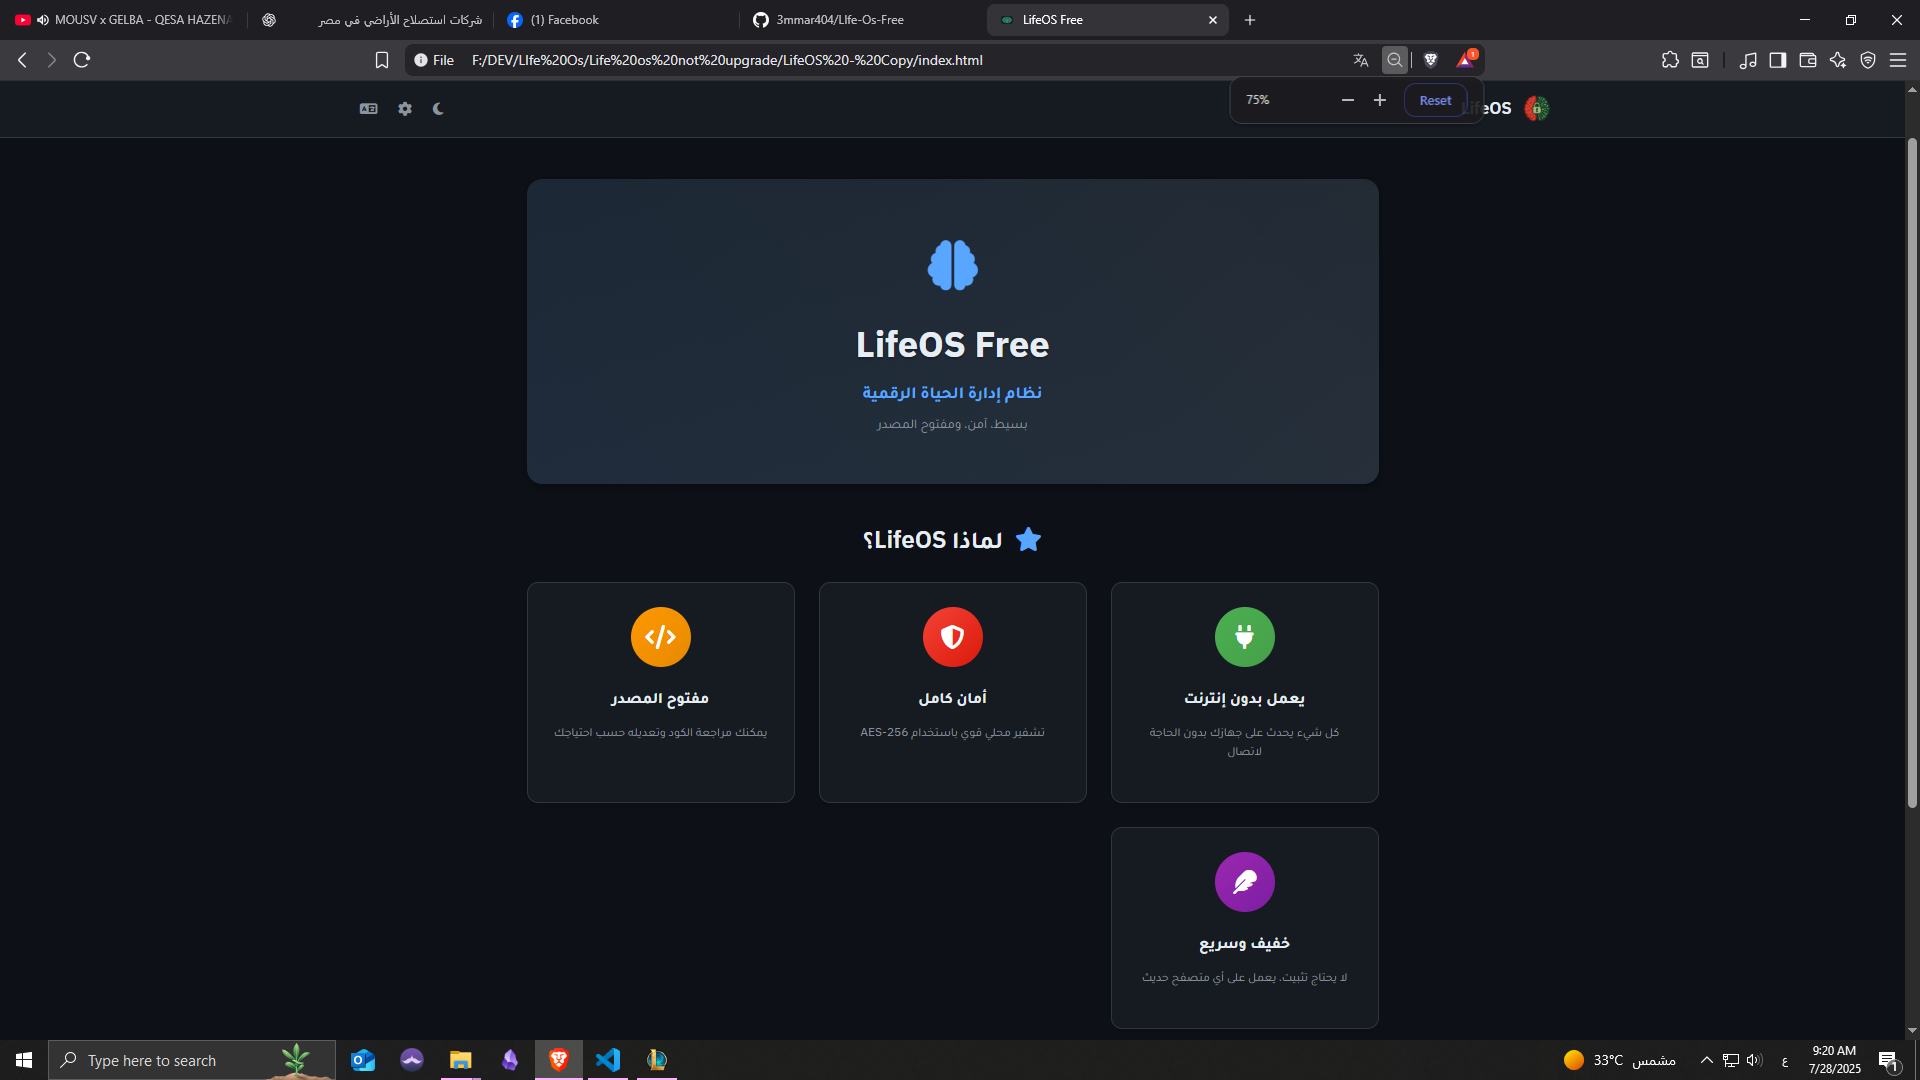 MOUSV x GELBA - QESA HAZENA
شركات استصلاح الأراضي في مصر
(1) Facebook
3mmar404/LIfe-Os-Free
LifeOS Free
File
F:/DEV/LIfe%20Os/Life%20os%20not%20upgrade/LifeOS%20-%20Copy/index.html
1
75%
Reset
LifeOS
LifeOS Free
نظام إدارة الحياة الرقمية
بسيط، آمن، ومفتوح المصدر
لماذا LifeOS؟
يعمل بدون إنترنت
كل شيء يحدث على جهازك بدون الحاجة
لاتصال
أمان كامل
تشفير محلي قوي باستخدام AES-256
مفتوح المصدر
يمكنك مراجعة الكود وتعديله حسب احتياجك
خفيف وسريع
لا يحتاج تثبيت، يعمل على أي متصفح حديث
Type here to search
33°C مشمس
ع
9:20 AM
7/28/2025
1